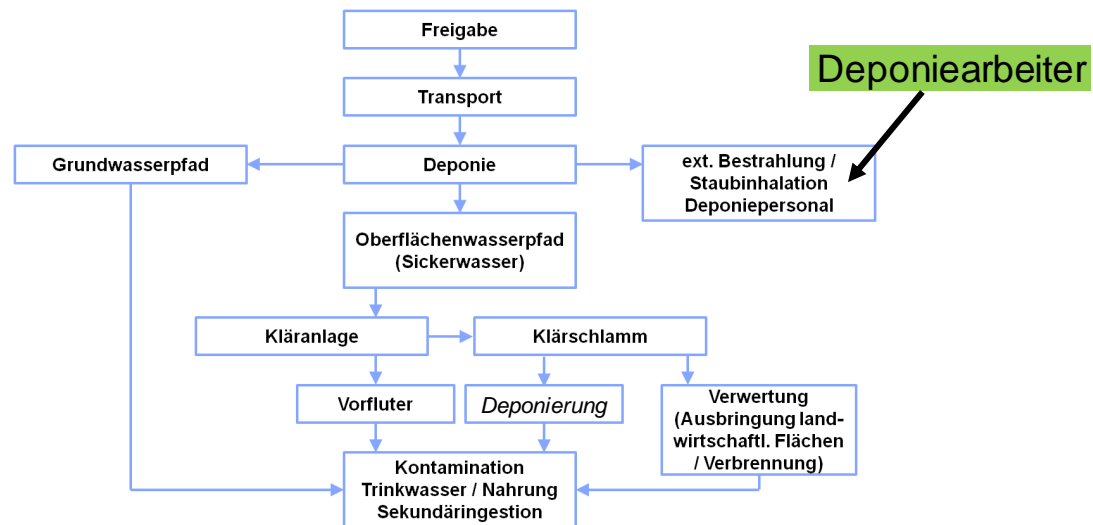 Freigabe
Deponiearbeiter
Transport
Grundwasserpfad
Deponie
ext. Bestrahlung /
Staubinhalation
Deponiepersonal
Oberflächenwasserpfad
(Sickerwasser)
Kläranlage
Klärschlamm
Vorfluter
Deponierung
Verwertung
(Ausbringung land-
wirtschaftl. Flächen
/ Verbrennung)
Kontamination
Trinkwasser / Nahrung
Sekundäringestion